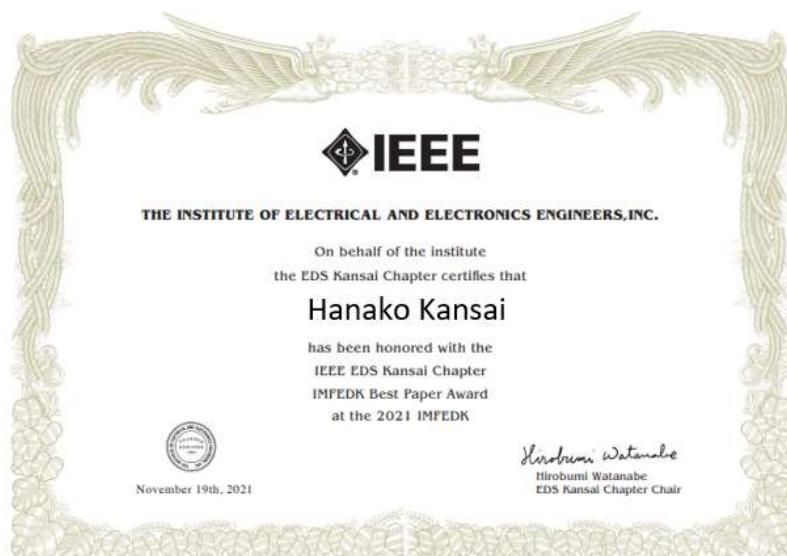 IEEE
THE INSTITUTE OF ELECTRICAL AND ELECTRONICS ENGINEERS,INC.
On behalf of the institute
the EDS Kansai Chapter certifies that
Hanako Kansai
has been honored with the
IEEE EDS Kansai Chapter
IMFEDK Best Paper Award
at the 2021 IMFEDK
November 19th, 2021
Hirobumi Watanabe
Hirobumi Watanabe
EDS Kansai Chapter Chair